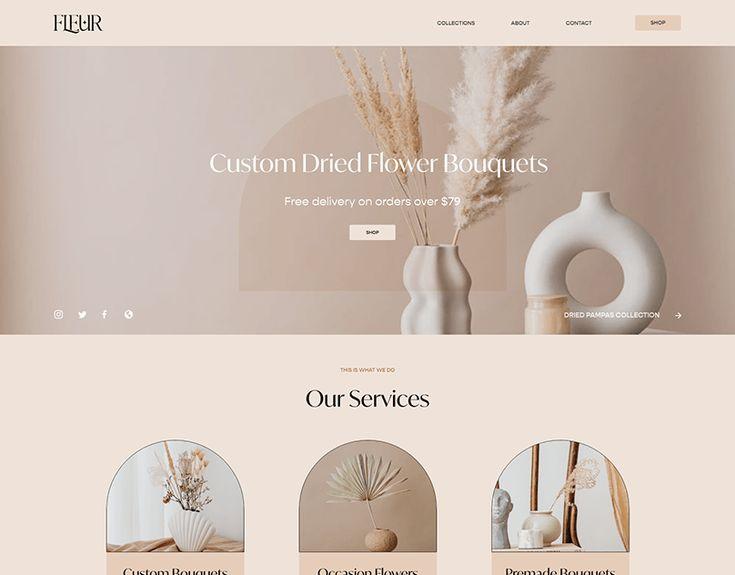 FLEUR
COLLECTIONS
ABOUT
CONTACT
SHOP
Custom Dried Flower Bouquets
Free delivery on orders over $79
SHOP
DRIED PAMPAS COLLECTION
THIS IS WHAT WE DO
Our Services
Custom Bouquets
Occasion Flowers
Premade Bouquets